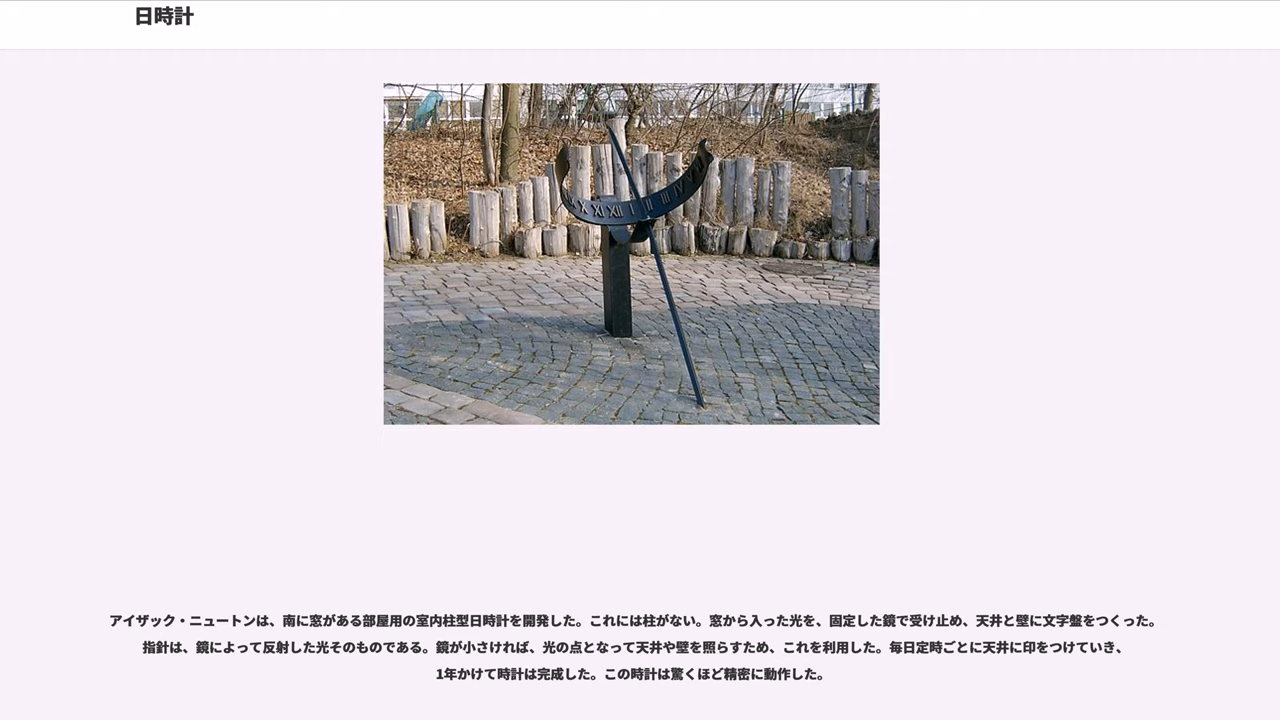 日時計
X XI XII I II III IV V
アイザック・ニュートンは、南に窓がある部屋用の室内柱型日時計を開発した。これには柱がない。窓から入った光を、固定した鏡で受け止め、天井と壁に文字盤をつくった。
指針は、鏡によって反射した光そのものである。鏡が小さければ、光の点となって天井や壁を照らすため、これを利用した。毎日定時ごとに天井に印をつけていき、
1年かけて時計は完成した。この時計は驚くほど精密に動作した。